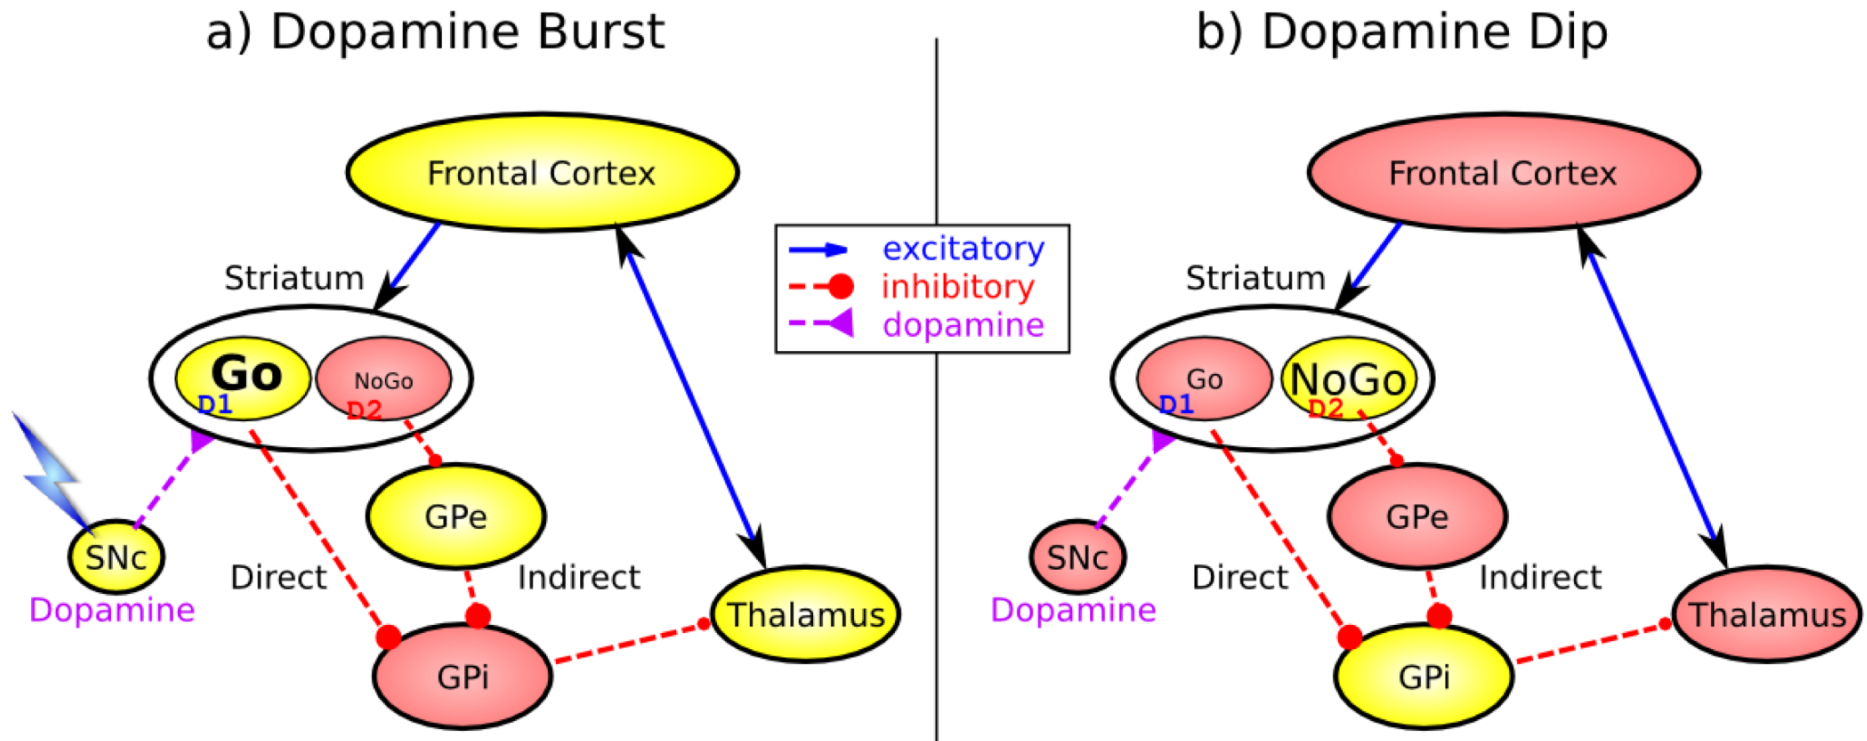 a) Dopamine Burst
Frontal Cortex
Striatum
Go
D1
NoGo
D2
GPe
SNc
Dopamine
Direct
Indirect
GPi
Thalamus
excitatory
inhibitory
dopamine
b) Dopamine Dip
Frontal Cortex
Striatum
Go
D1
NoGo
D2
GPe
SNc
Dopamine
Direct
Indirect
GPi
Thalamus